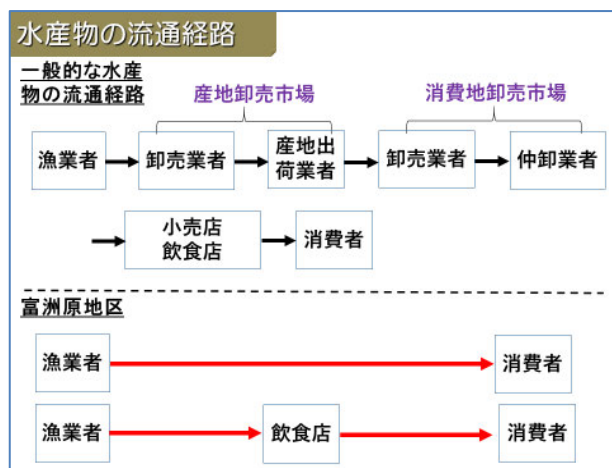 水産物の流通経路
一般的な水産
物の流通経路
産地卸売市場
消費地卸売市場
漁業者
卸売業者
産地出
荷業者
卸売業者
仲卸業者
小売店
飲食店
消費者
富洲原地区
漁業者
消費者
漁業者
飲食店
消費者